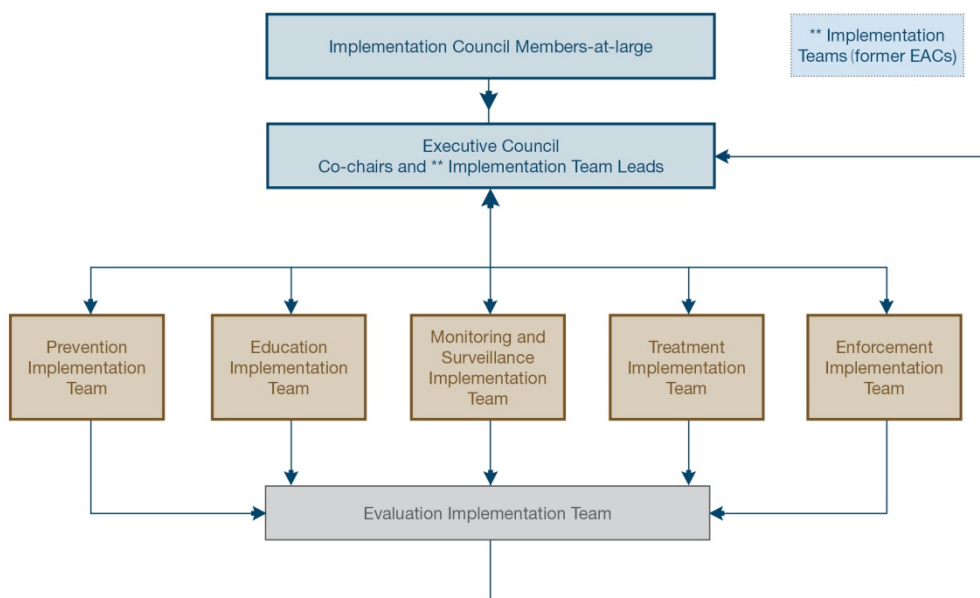 Implementation Council Members-at-large
** Implementation
Teams (former EACs)
Executive Council
Co-chairs and ** Implementation Team Leads
Prevention
Implementation
Team
Education
Implementation
Team
Monitoring and
Surveillance
Implementation
Team
Treatment
Implementation
Team
Enforcement
Implementation
Team
Evaluation Implementation Team